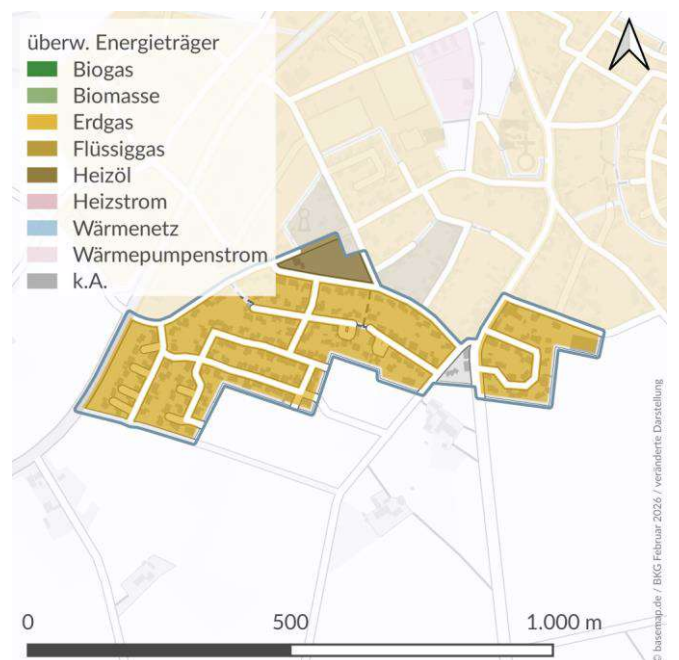 überw. Energieträger
Biogas
Biomasse
Erdgas
Flüssiggas
Heizöl
Heizstrom
Wärmenetz
Wärmepumpenstrom
k.A.
0 500 1.000 m
© basemap.de / BKG Februar 2026 / veränderte Darstellung